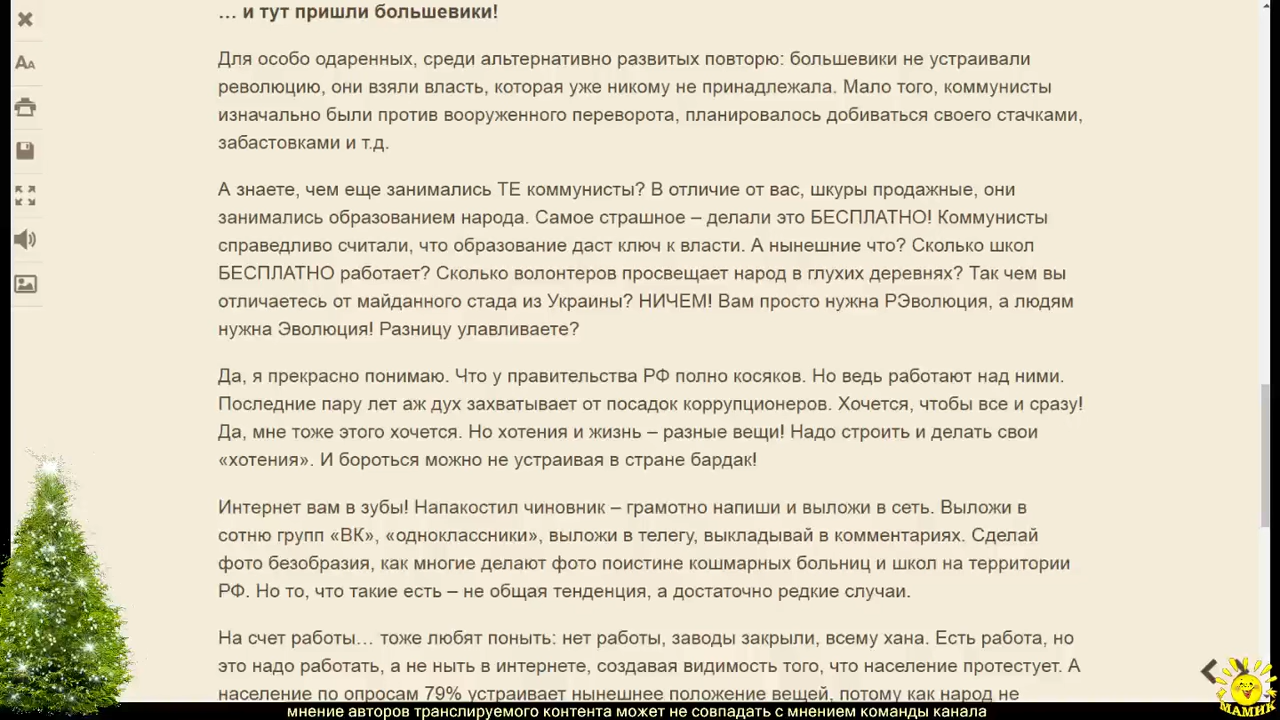 … и тут пришли большевики!
Для особо одаренных, среди альтернативно развитых повторю: большевики не устраивали
революцию, они взяли власть, которая уже никому не принадлежала. Мало того, коммунисты
изначально были против вооруженного переворота, планировалось добиваться своего стачками,
забастовками и т.д.
А знаете, чем еще занимались ТЕ коммунисты? В отличие от вас, шкуры продажные, они
занимались образованием народа. Самое страшное – делали это БЕСПЛАТНО! Коммунисты
справедливо считали, что образование даст ключ к власти. А нынешние что? Сколько школ
БЕСПЛАТНО работает? Сколько волонтеров просвещает народ в глухих деревнях? Так чем вы
отличаетесь от майданного стада из Украины? НИЧЕМ! Вам просто нужна РЭволюция, а людям
нужна Эволюция! Разницу улавливаете?
Да, я прекрасно понимаю. Что у правительства РФ полно косяков. Но ведь работают над ними.
Последние пару лет аж дух захватывает от посадок коррупционеров. Хочется, чтобы все и сразу!
Да, мне тоже этого хочется. Но хотения и жизнь – разные вещи! Надо строить и делать свои
«хотения». И бороться можно не устраивая в стране бардак!
Интернет вам в зубы! Напакостил чиновник – грамотно напиши и выложи в сеть. Выложи в
сотню групп «ВК», «одноклассники», выложи в телегу, выкладывай в комментариях. Сделай
фото безобразия, как многие делают фото поистине кошмарных больниц и школ на территории
РФ. Но то, что такие есть – не общая тенденция, а достаточно редкие случаи.
На счет работы… тоже любят поныть: нет работы, заводы закрыли, всему хана. Есть работа, но
это надо работать, а не ныть в интернете, создавая видимость того, что население протестует. А
население по опросам 79% устраивает нынешнее положение вещей, потому как народ не
МАМИК
мнение авторов транслируемого контента может не совпадать с мнением команды канала